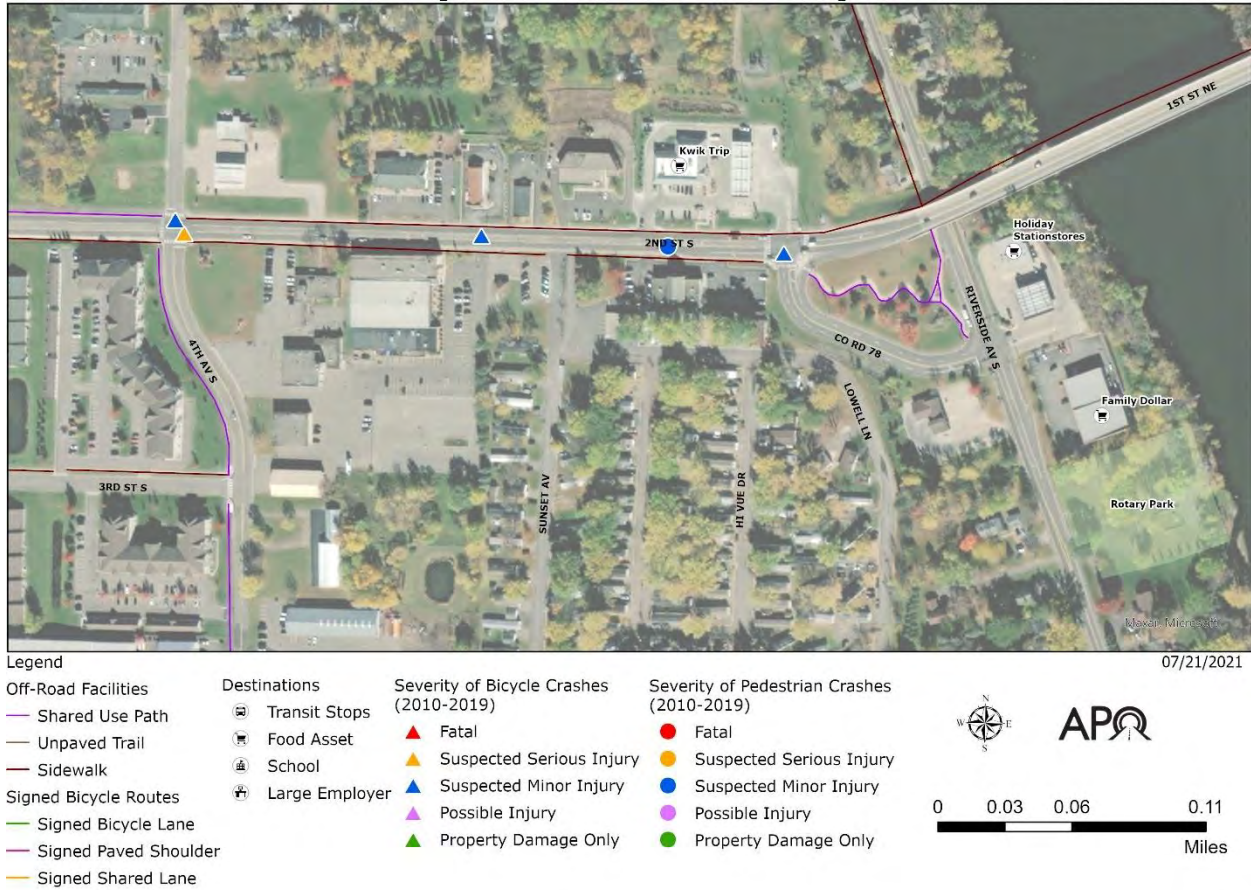 Kwik Trip
1ST ST NE
2ND ST S
Holiday
Stationstores
RIVERSIDE AV S
4TH AV S
CO RD 78
LOWELL LN
Family Dollar
3RD ST S
SUNSET AV
HI VUE DR
Rotary Park
Maxar, Microsoft
07/21/2021
Legend
Off-Road Facilities
Shared Use Path
Unpaved Trail
Sidewalk
Signed Bicycle Routes
Signed Bicycle Lane
Signed Paved Shoulder
Signed Shared Lane
Destinations
Transit Stops
Food Asset
School
Large Employer
Severity of Bicycle Crashes
(2010-2019)
Fatal
Suspected Serious Injury
Suspected Minor Injury
Possible Injury
Property Damage Only
Severity of Pedestrian Crashes
(2010-2019)
Fatal
Suspected Serious Injury
Suspected Minor Injury
Possible Injury
Property Damage Only
N
W E
S
APO
0 0.03 0.06 0.11
Miles